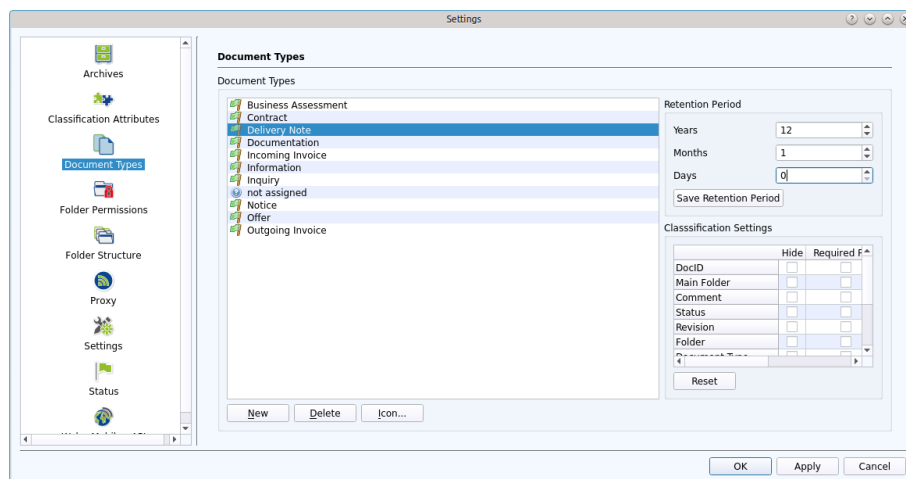 Settings
Archives
Classification Attributes
Document Types
Folder Permissions
Folder Structure
Proxy
Settings
Status
Document Types
Document Types
Business Assessment
Contract
Delivery Note
Documentation
Incoming Invoice
Information
Inquiry
not assigned
Notice
Offer
Outgoing Invoice
New
Delete
Icon...
Retention Period
Years 12
Months 1
Days 0
Save Retention Period
Classsification Settings
Hide Required F
DocID
Main Folder
Comment
Status
Revision
Folder
Document Type
Reset
OK Apply Cancel